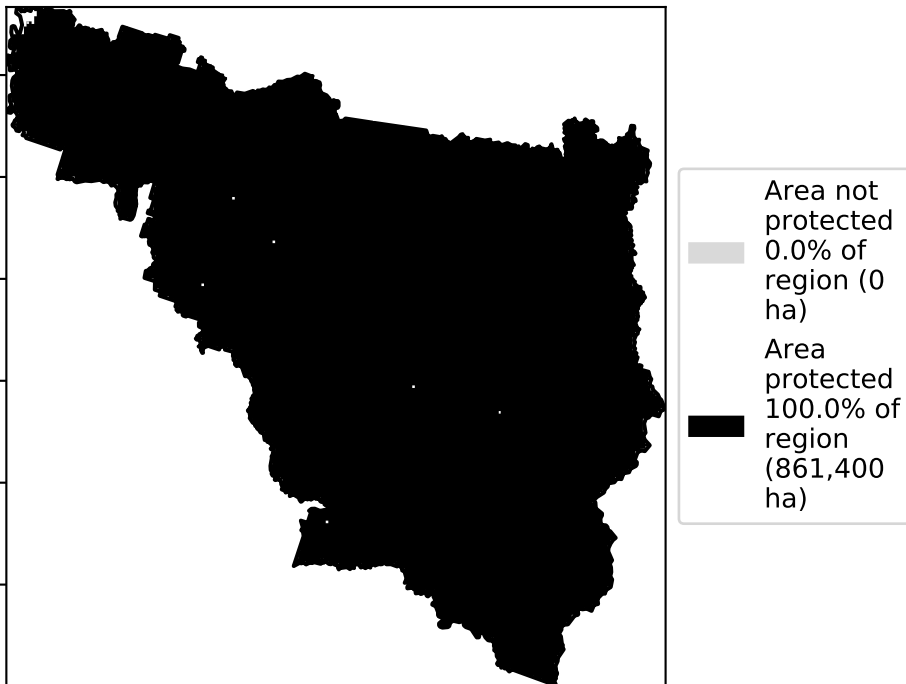 Area not
protected
0.0% of
region (0
ha)
Area
protected
100.0% of
region
(861,400
ha)